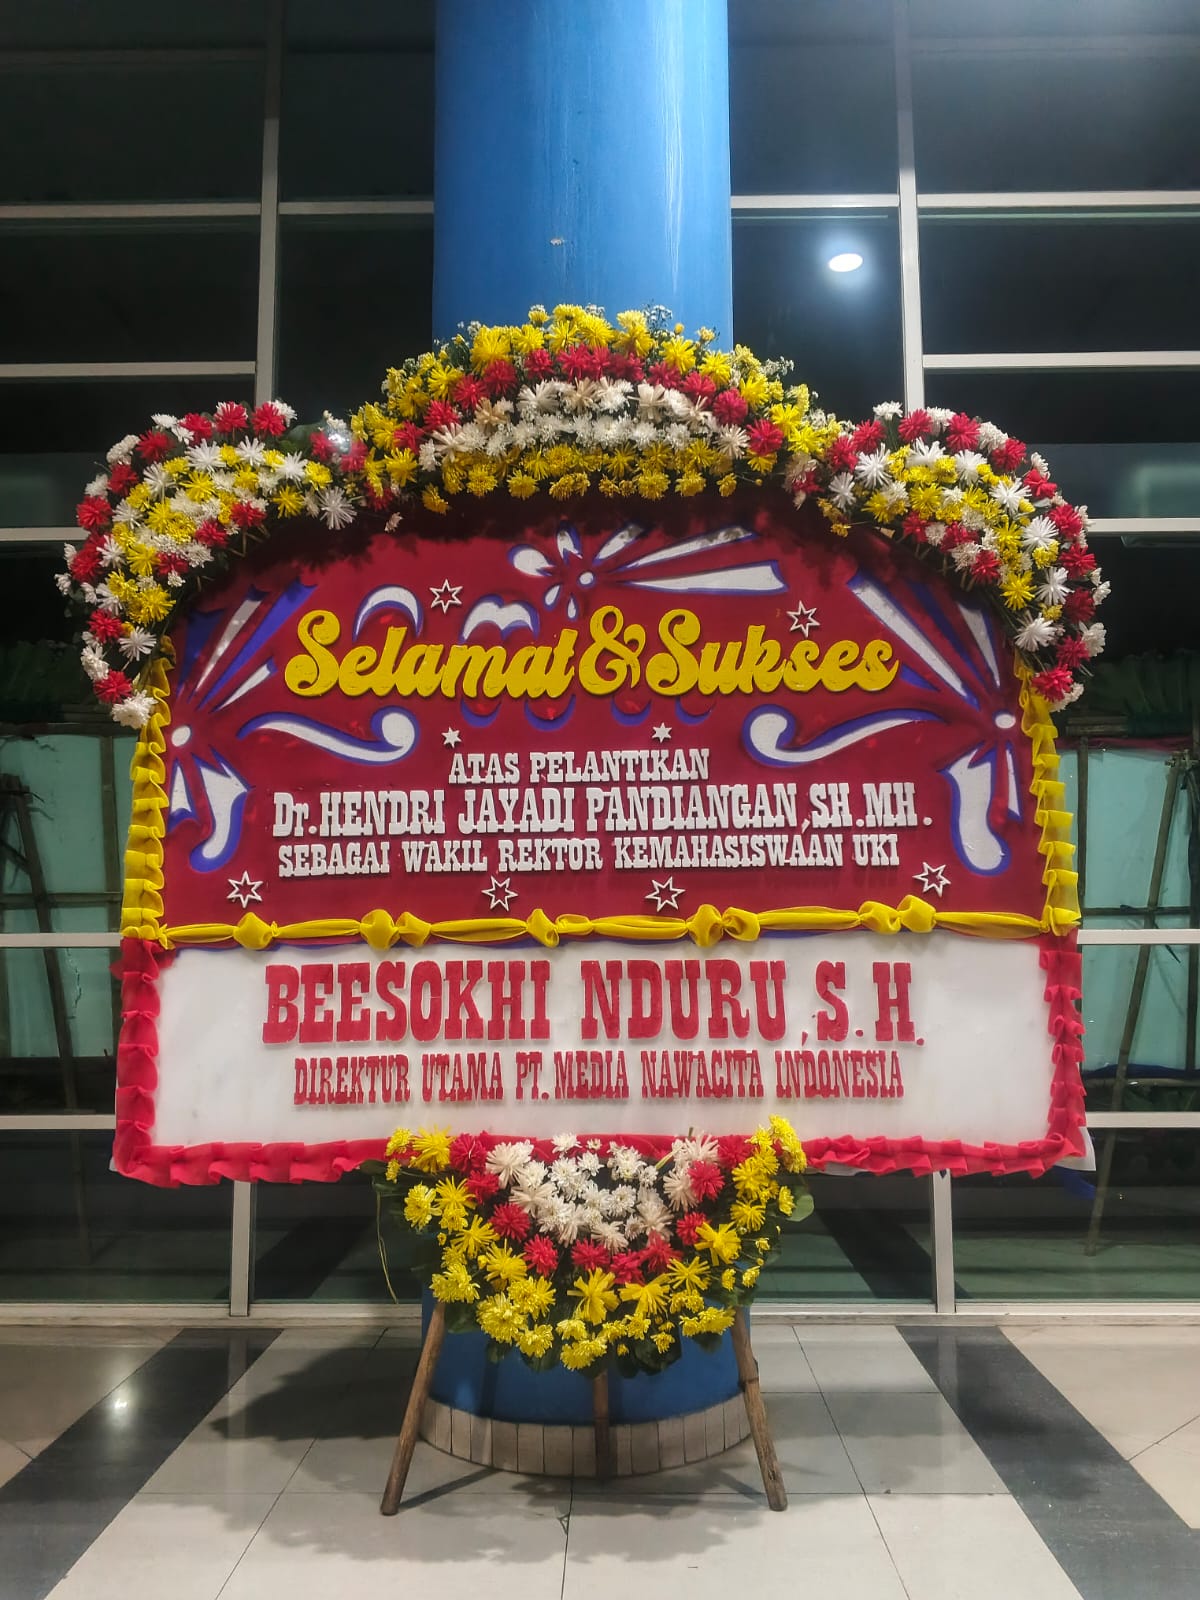 Selamat & Sukses
ATAS PELANTIKAN
Dr. HENDRI JAYADI PANDIANGAN, SH. MH.
SEBAGAI WAKIL REKTOR KEMAHASISWAAN UKI
BEESOKHI NDURU, S. H.
DIREKTUR UTAMA PT. MEDIA NAWACITA INDONESIA